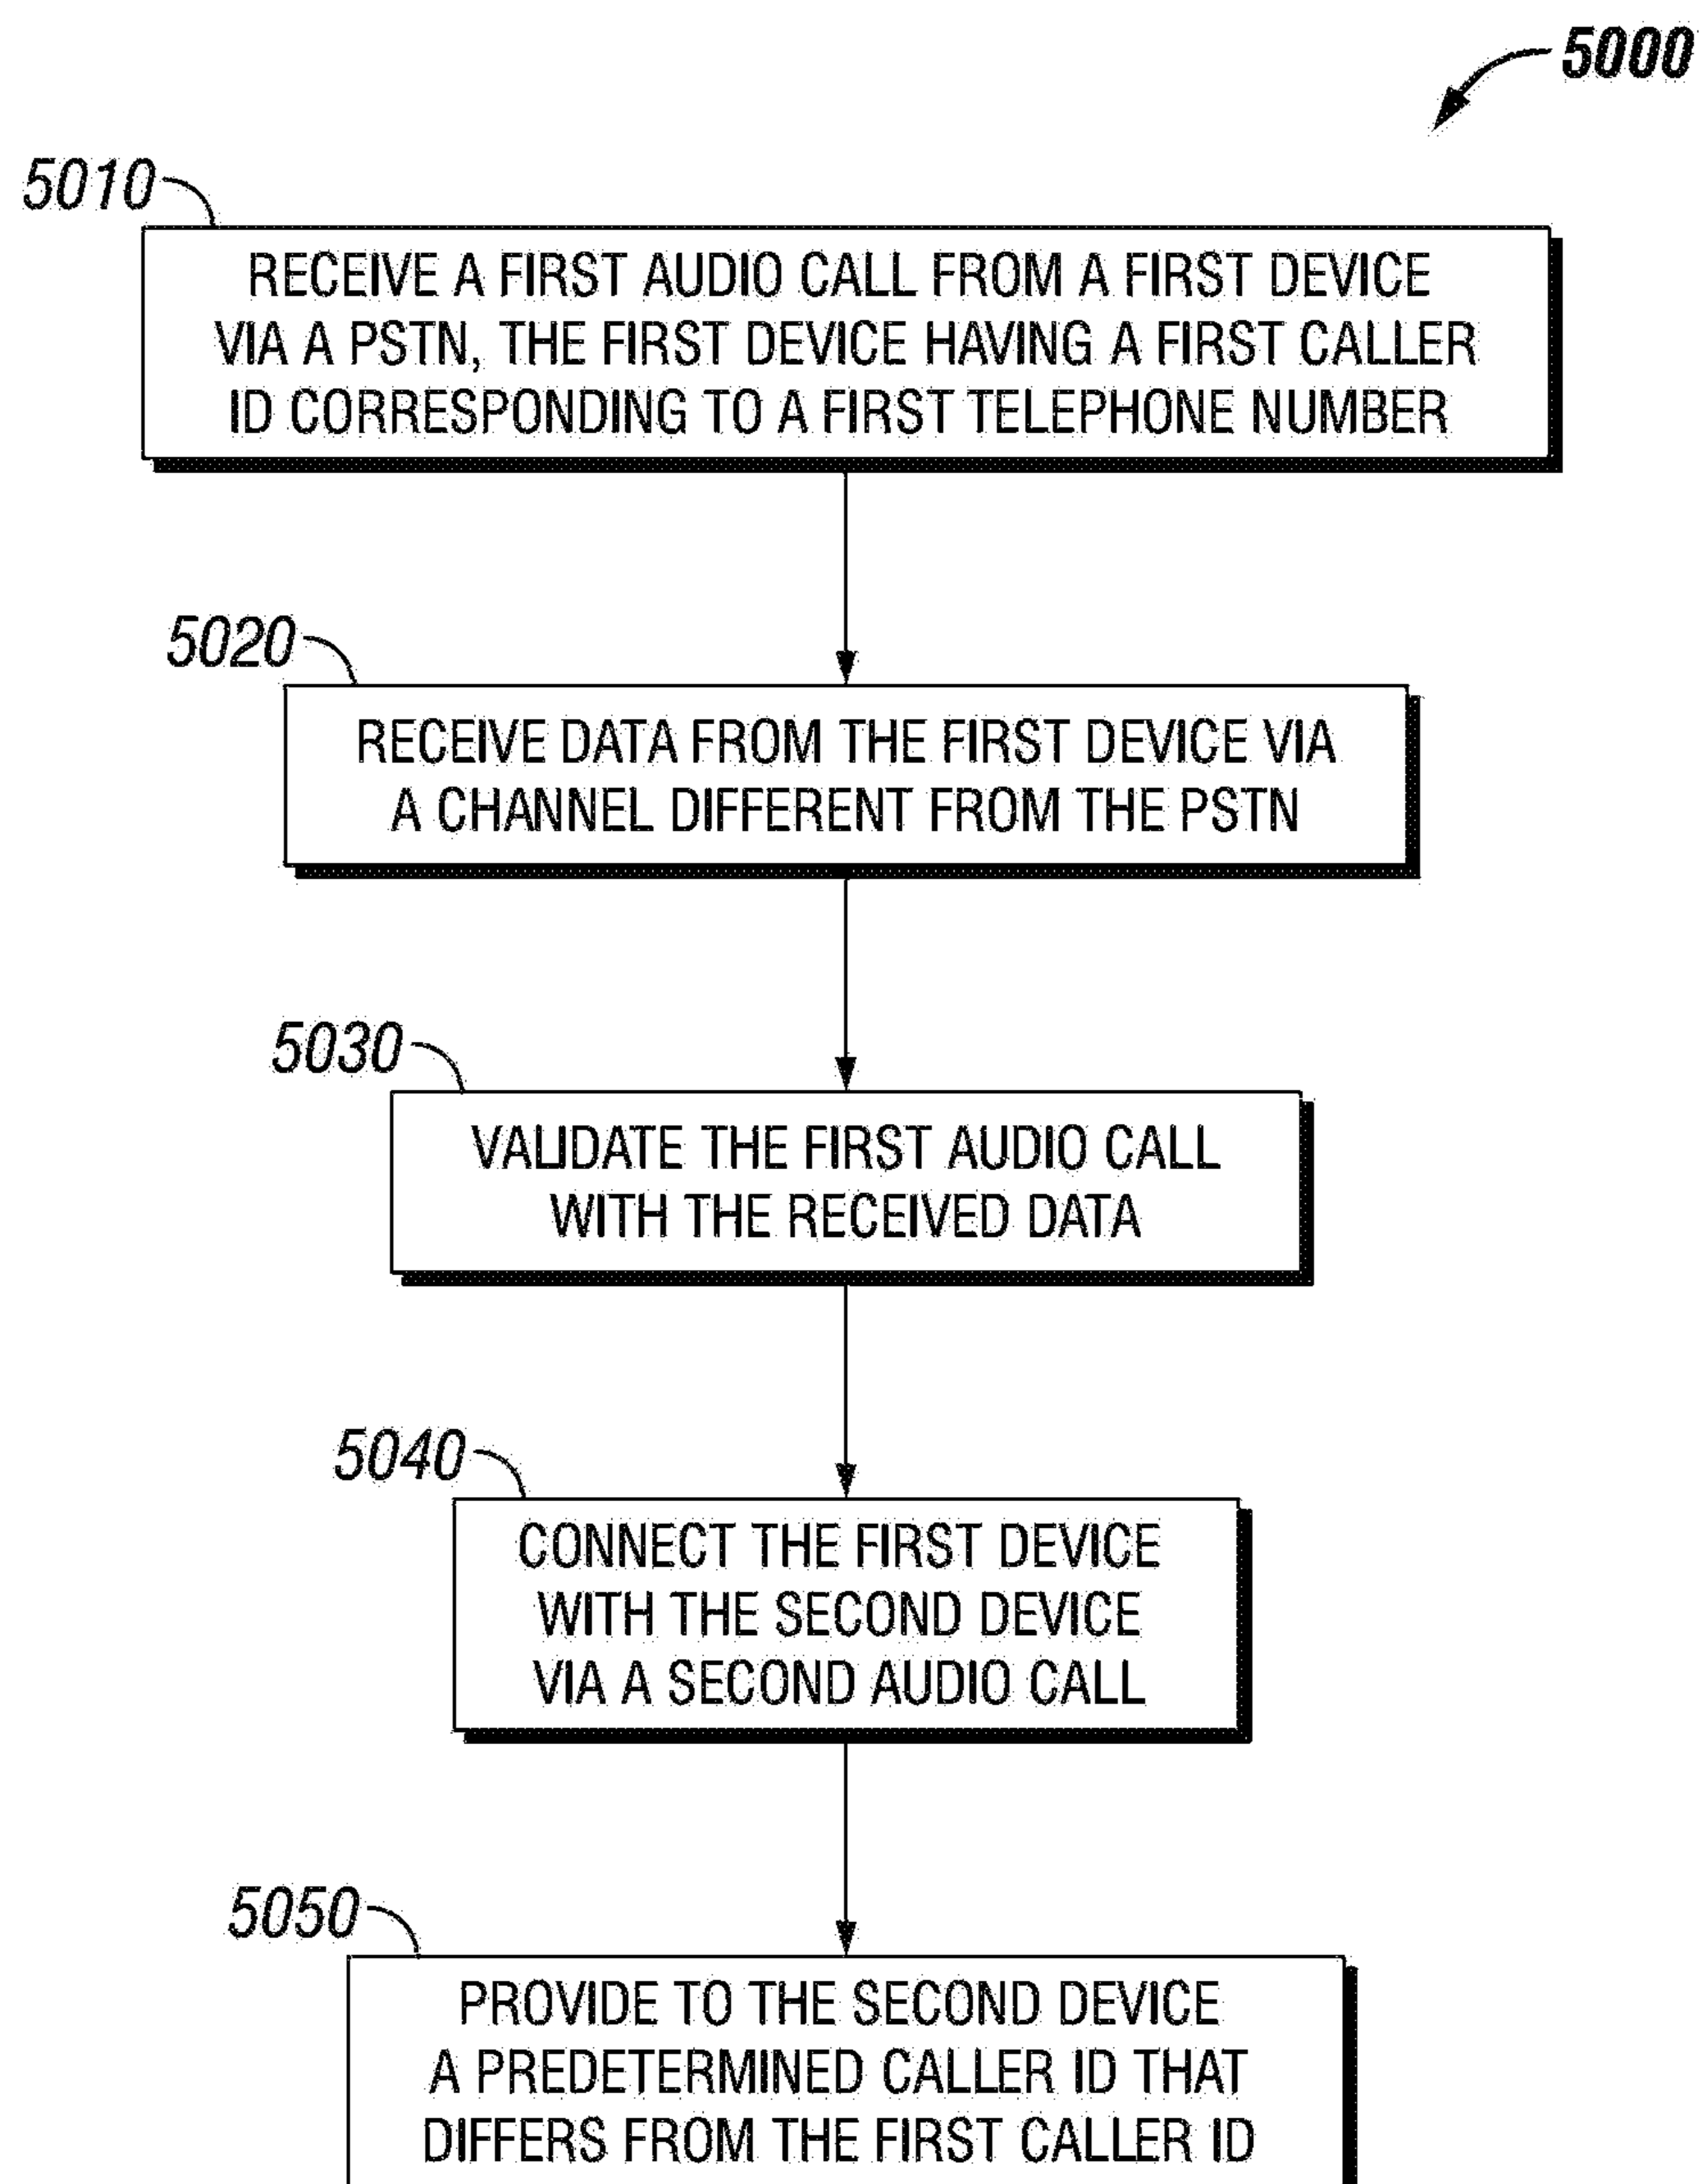 5000
5010
RECEIVE A FIRST AUDIO CALL FROM A FIRST DEVICE
VIA A PSTN, THE FIRST DEVICE HAVING A FIRST CALLER
ID CORRESPONDING TO A FIRST TELEPHONE NUMBER
5020
RECEIVE DATA FROM THE FIRST DEVICE VIA
A CHANNEL DIFFERENT FROM THE PSTN
5030
VALIDATE THE FIRST AUDIO CALL
WITH THE RECEIVED DATA
5040
CONNECT THE FIRST DEVICE
WITH THE SECOND DEVICE
VIA A SECOND AUDIO CALL
5050
PROVIDE TO THE SECOND DEVICE
A PREDETERMINED CALLER ID THAT
DIFFERS FROM THE FIRST CALLER ID